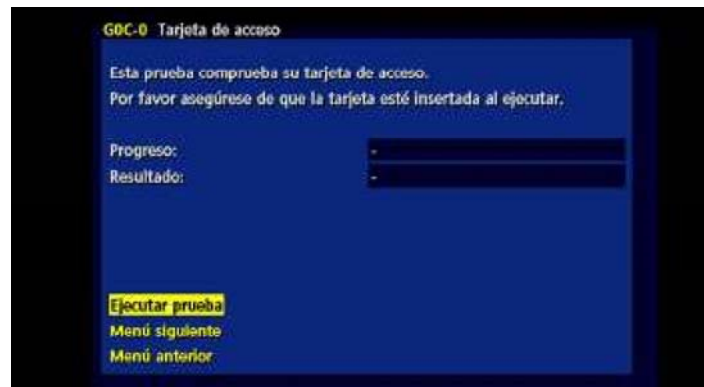 G0C-0 Tarjeta de acceso
Esta prueba comprueba su tarjeta de acceso.
Por favor asegúrese de que la tarjeta esté insertada al ejecutar.
Progreso: -
Resultado: -
Ejecutar prueba
Menú siguiente
Menú anterior